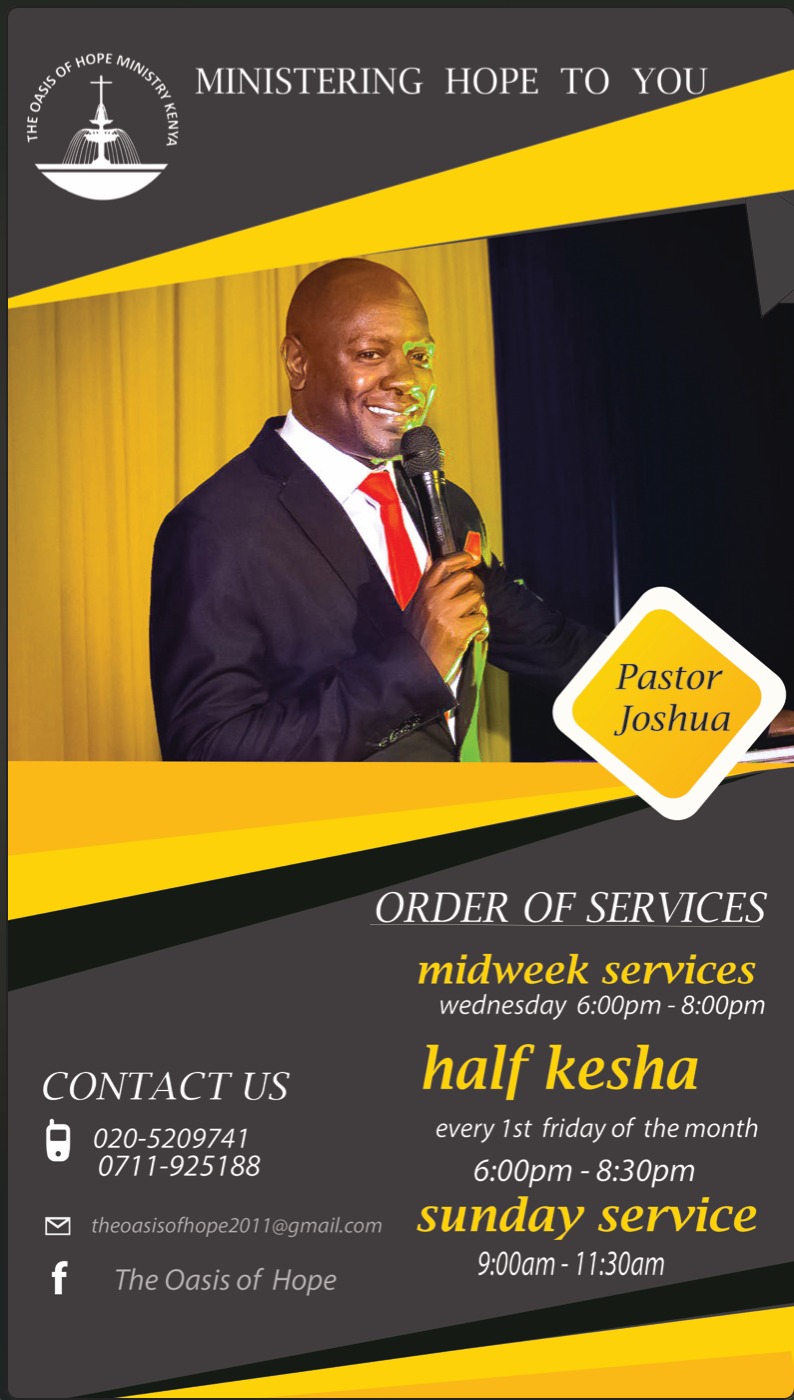 THE OASIS OF HOPE MINISTRY KENYA
MINISTERING HOPE TO YOU
Pastor
Joshua
ORDER OF SERVICES
midweek services
wednesday 6:00pm - 8:00pm
half kesha
every 1st friday of the month
6:00pm - 8:30pm
sunday service
9:00am - 11:30am
CONTACT US
020-5209741
0711-925188
theoasisofhope2011@gmail.com
The Oasis of Hope